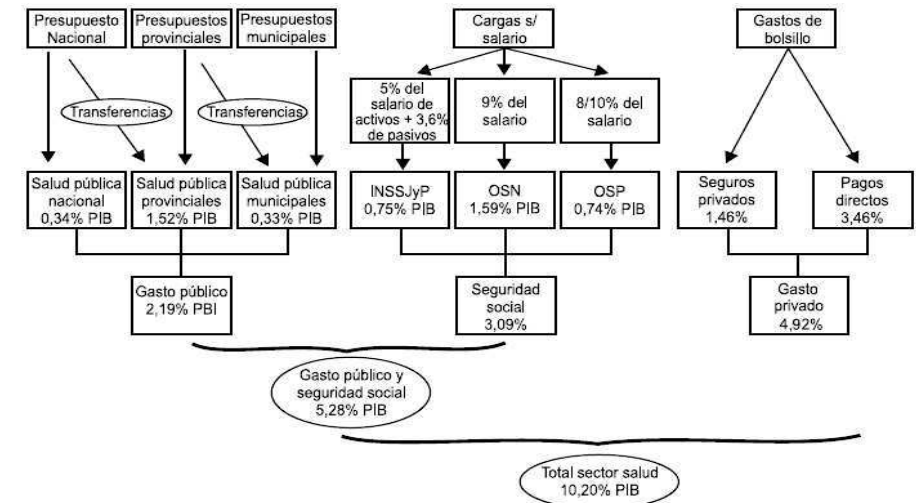 Presupuesto
Nacional
Presupuestos
provinciales
Presupuestos
municipales
Cargas s/
salario
Gastos de
bolsillo
Transferencias
Transferencias
5% del
salario de
activos + 3,6%
de pasivos
9% del
salario
8/10% del
salario
Salud pública
nacional
0,34% PIB
Salud pública
provinciales
1,52% PIB
Salud pública
municipales
0,33% PIB
INSSJyP
0,75% PIB
OSN
1,59% PIB
OSP
0,74% PIB
Seguros
privados
1,46%
Pagos
directos
3,46%
Gasto público
2,19% PBI
Seguridad
social
3,09%
Gasto
privado
4,92%
Gasto público y
seguridad social
5,28% PIB
Total sector salud
10,20% PIB